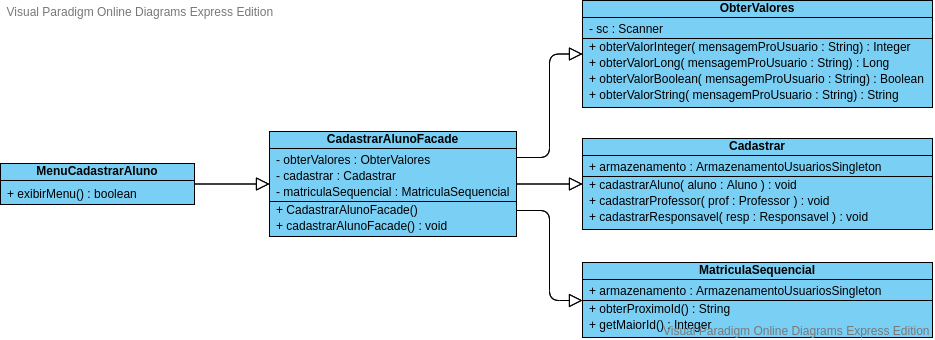 Visual Paradigm Online Diagrams Express Edition
MenuCadastrarAluno
+ exibirMenu() : boolean
CadastrarAlunoFacade
- obterValores : ObterValores
- cadastrar : Cadastrar
- matriculaSequencial : MatriculaSequencial
+ CadastrarAlunoFacade()
+ cadastrarAlunoFacade() : void
ObterValores
- sc : Scanner
+ obterValorInteger( mensagemProUsuario : String) : Integer
+ obterValorLong( mensagemProUsuario : String) : Long
+ obterValorBoolean( mensagemProUsuario : String) : Boolean
+ obterValorString( mensagemProUsuario : String) : String
Cadastrar
+ armazenamento : ArmazenamentoUsuariosSingleton
+ cadastrarAluno( aluno : Aluno ) : void
+ cadastrarProfessor( prof : Professor ) : void
+ cadastrarResponsavel( resp : Responsavel ) : void
MatriculaSequencial
+ armazenamento : ArmazenamentoUsuariosSingleton
+ obterProximoId() : String
+ getMaiorId() : Integer
Visual Paradigm Online Diagrams Express Edition